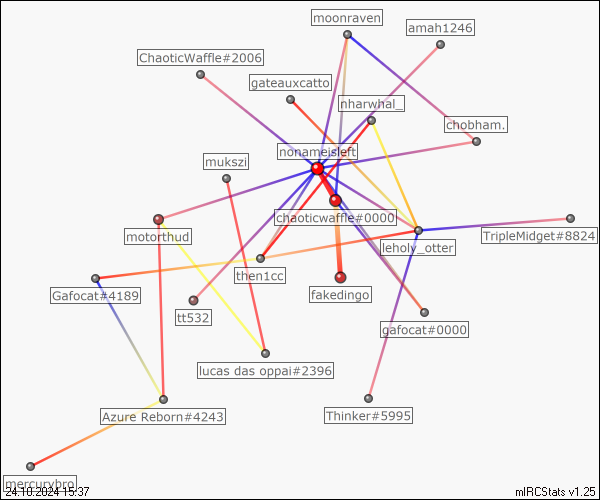 moonraven
amah1246
ChaoticWaffle#2006
gateauxcatto
nharwhal_
chobham.
nonameisleft
mukszi
chaoticwaffle#0000
motorthud
leholy_otter
TripleMidget#8824
then1cc
Gafocat#4189
fakedingo
tt532
gafocat#0000
lucas das oppai#2396
Azure Reborn#4243
Thinker#5995
mercurybro
24.10.2024 15:37
mIRCStats v1.25